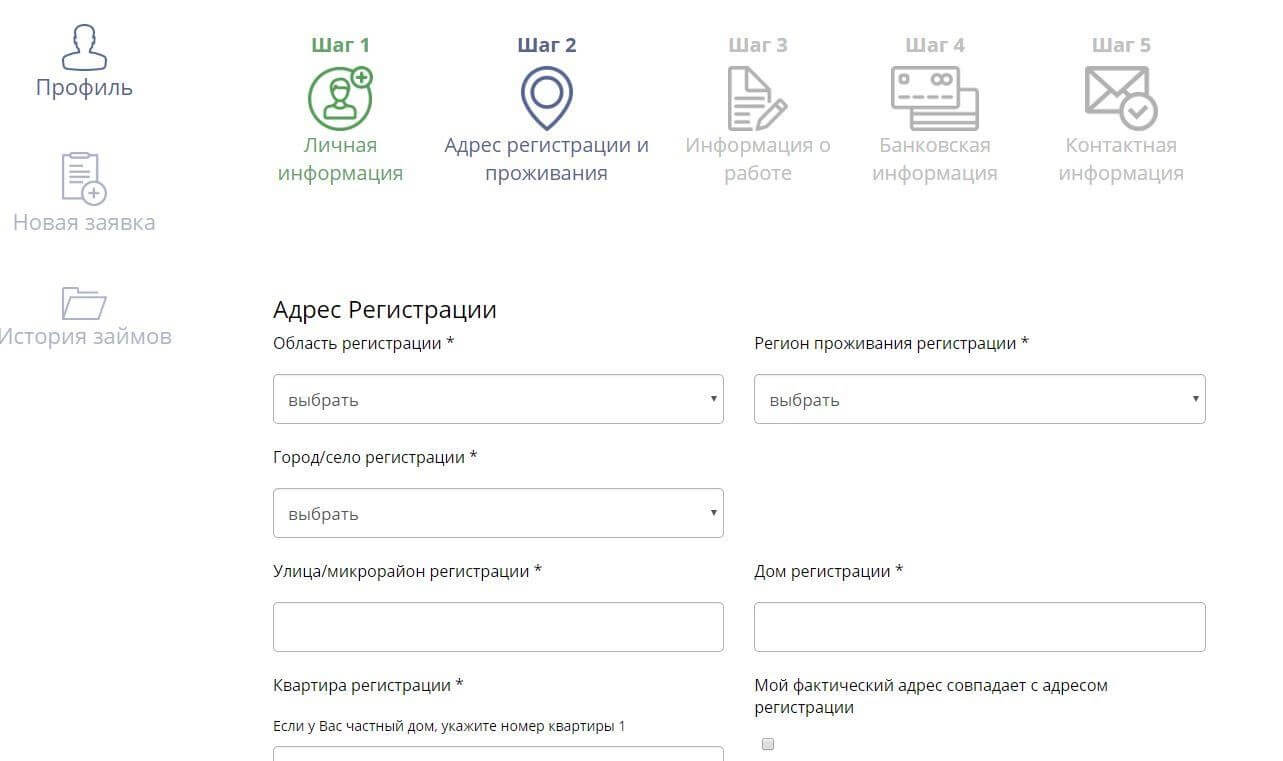 Профиль
Новая заявка
История займов
Шаг 1
Личная
информация
Шаг 2
Адрес регистрации и
проживания
Шаг 3
Информация о
работе
Шаг 4
Банковская
информация
Шаг 5
Контактная
информация
Адрес Регистрации
Область регистрации *
выбрать
Регион проживания регистрации *
выбрать
Город/село регистрации *
выбрать
Улица/микрорайон регистрации *
Дом регистрации *
Квартира регистрации *
Если у Вас частный дом, укажите номер квартиры 1
Мой фактический адрес совпадает с адресом
регистрации